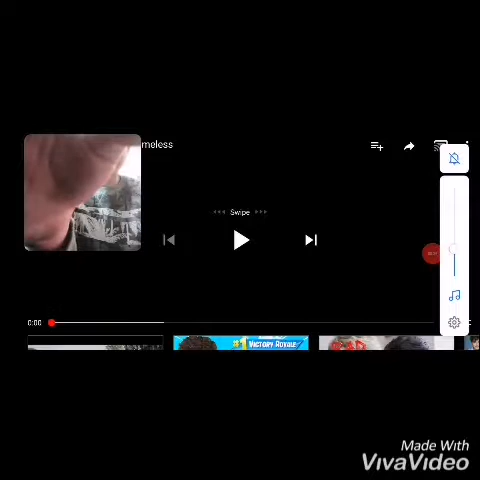 meless
Swipe
0:00
#1 VICTORY ROYALE
Made With
VivaVideo